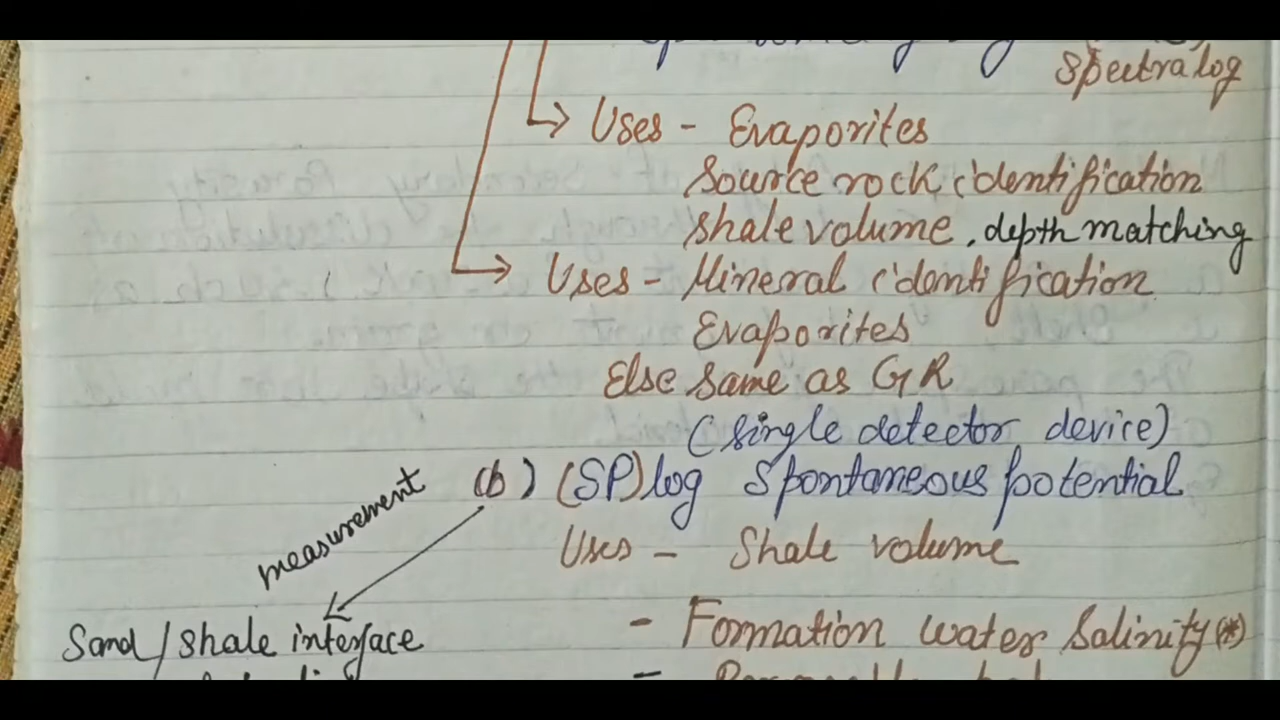 Spectralog
Uses - Evaporites
Source rock identification
Shale volume, depth matching
Uses - Mineral identification
Evaporites
Else same as GR
(single detector device)
measurement
(b) (SP) log Spontaneous potential
Uses - Shale volume
- Formation water salinity (*)
Sand / Shale interface